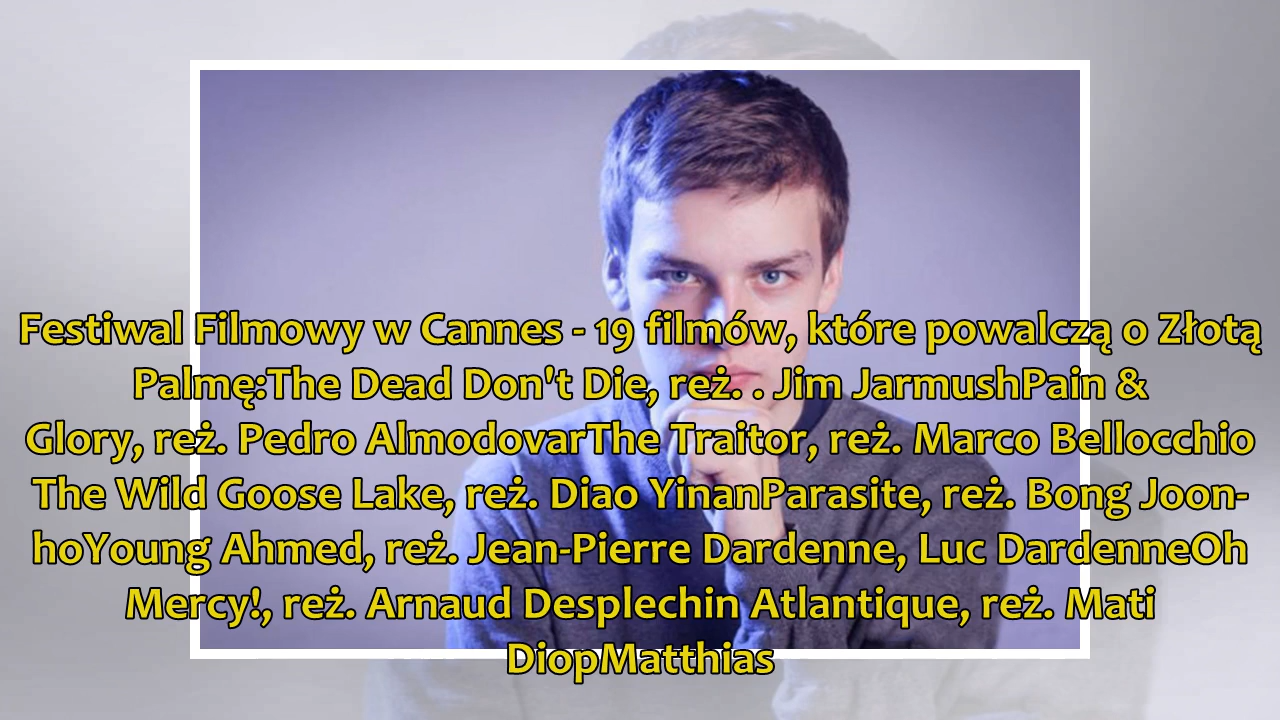 Festiwal Filmowy w Cannes - 19 filmów, które powalczą o Złotą
Palmę:The Dead Don't Die, reż. . Jim JarmushPain &
Glory, reż. Pedro AlmodovarThe Traitor, reż. Marco Bellocchio
The Wild Goose Lake, reż. Diao YinanParasite, reż. Bong Joon-
hoYoung Ahmed, reż. Jean-Pierre Dardenne, Luc DardenneOh
Mercy!, reż. Arnaud Desplechin Atlantique, reż. Mati
DiopMatthias